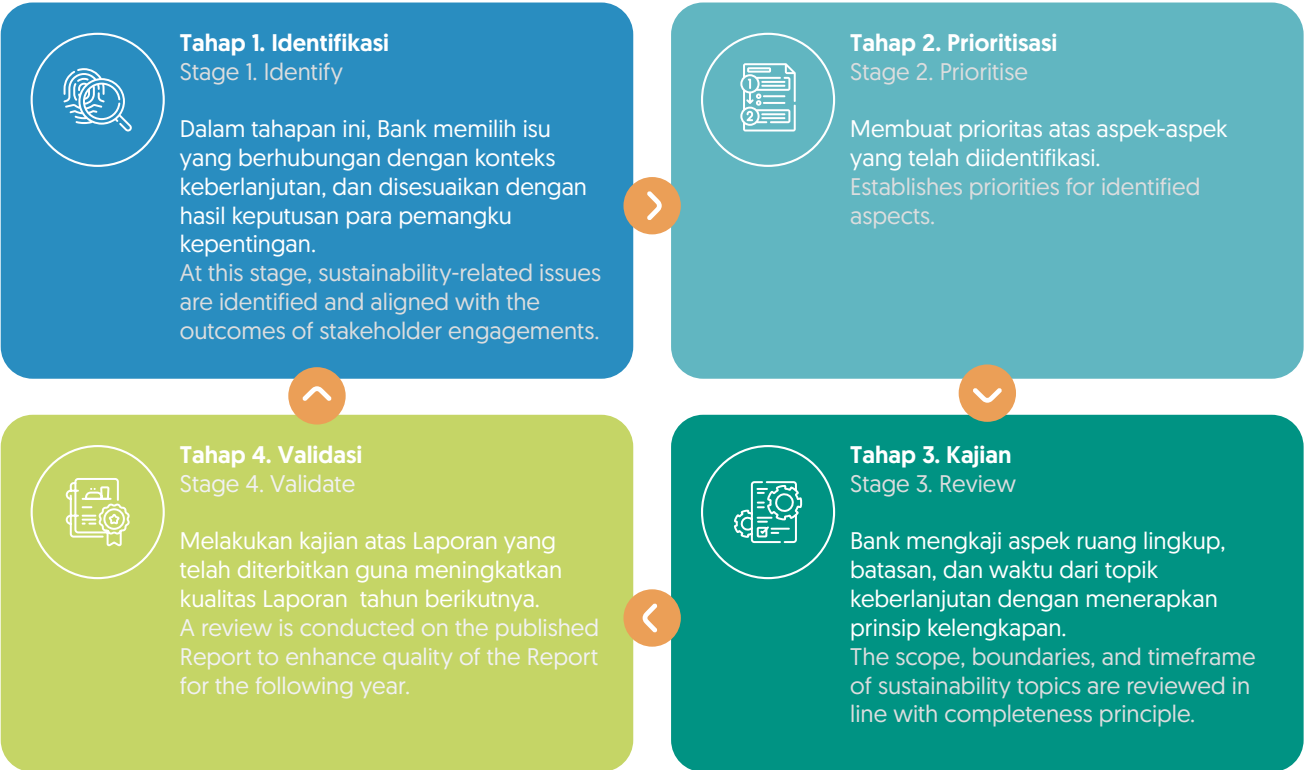 Tahap 1. Identifikasi
Stage 1. Identify
Dalam tahapan ini, Bank memilih isu
yang berhubungan dengan konteks
keberlanjutan, dan disesuaikan dengan
hasil keputusan para pemangku
kepentingan.
At this stage, sustainability-related issues
are identified and aligned with the
outcomes of stakeholder engagements.
Tahap 2. Prioritisasi
Stage 2. Prioritise
1
2
Membuat prioritas atas aspek-aspek
yang telah diidentifikasi.
Establishes priorities for identified
aspects.
Tahap 3. Kajian
Stage 3. Review
Bank mengkaji aspek ruang lingkup,
batasan, dan waktu dari topik
keberlanjutan dengan menerapkan
prinsip kelengkapan.
The scope, boundaries, and timeframe
of sustainability topics are reviewed in
line with completeness principle.
Tahap 4. Validasi
Stage 4. Validate
Melakukan kajian atas Laporan yang
telah diterbitkan guna meningkatkan
kualitas Laporan  tahun berikutnya.
A review is conducted on the published
Report to enhance quality of the Report
for the following year.